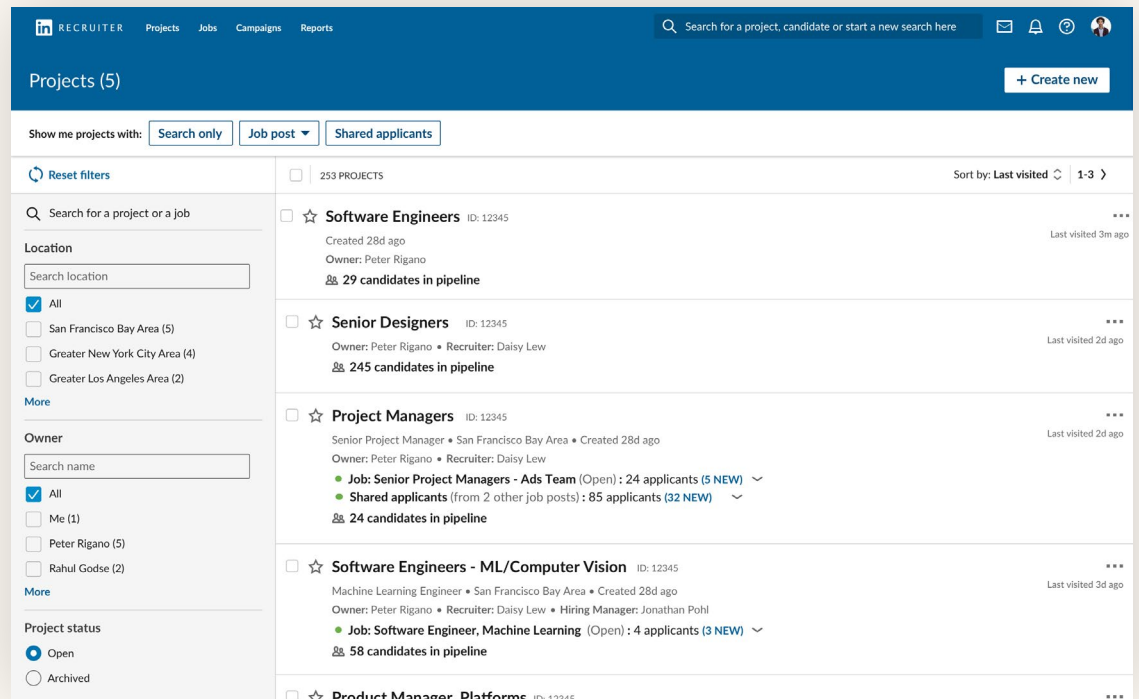 in RECRUITER Projects Jobs Campaigns Reports Search for a project, candidate or start a new search here
Projects (5)
+ Create new
Show me projects with: Search only Job post Shared applicants
Reset filters
253 PROJECTS
Sort by: Last visited 1-3
Search for a project or a job
Location
Search location
All
San Francisco Bay Area (5)
Greater New York City Area (4)
Greater Los Angeles Area (2)
More
Owner
Search name
All
Me (1)
Peter Rigano (5)
Rahul Godse (2)
More
Project status
Open
Archived
Software Engineers ID: 12345
Last visited 3m ago
Created 28d ago
Owner: Peter Rigano
29 candidates in pipeline
Senior Designers ID: 12345
Last visited 2d ago
Owner: Peter Rigano • Recruiter: Daisy Lew
245 candidates in pipeline
Project Managers ID: 12345
Last visited 2d ago
Senior Project Manager • San Francisco Bay Area • Created 28d ago
Owner: Peter Rigano • Recruiter: Daisy Lew
• Job: Senior Project Managers - Ads Team (Open) : 24 applicants (5 NEW)
• Shared applicants (from 2 other job posts) : 85 applicants (32 NEW)
24 candidates in pipeline
Software Engineers - ML/Computer Vision ID: 12345
Last visited 3d ago
Machine Learning Engineer • San Francisco Bay Area • Created 28d ago
Owner: Peter Rigano • Recruiter: Daisy Lew • Hiring Manager: Jonathan Pohl
• Job: Software Engineer, Machine Learning (Open) : 4 applicants (3 NEW)
58 candidates in pipeline
Product Manager, Platforms ID: 12345